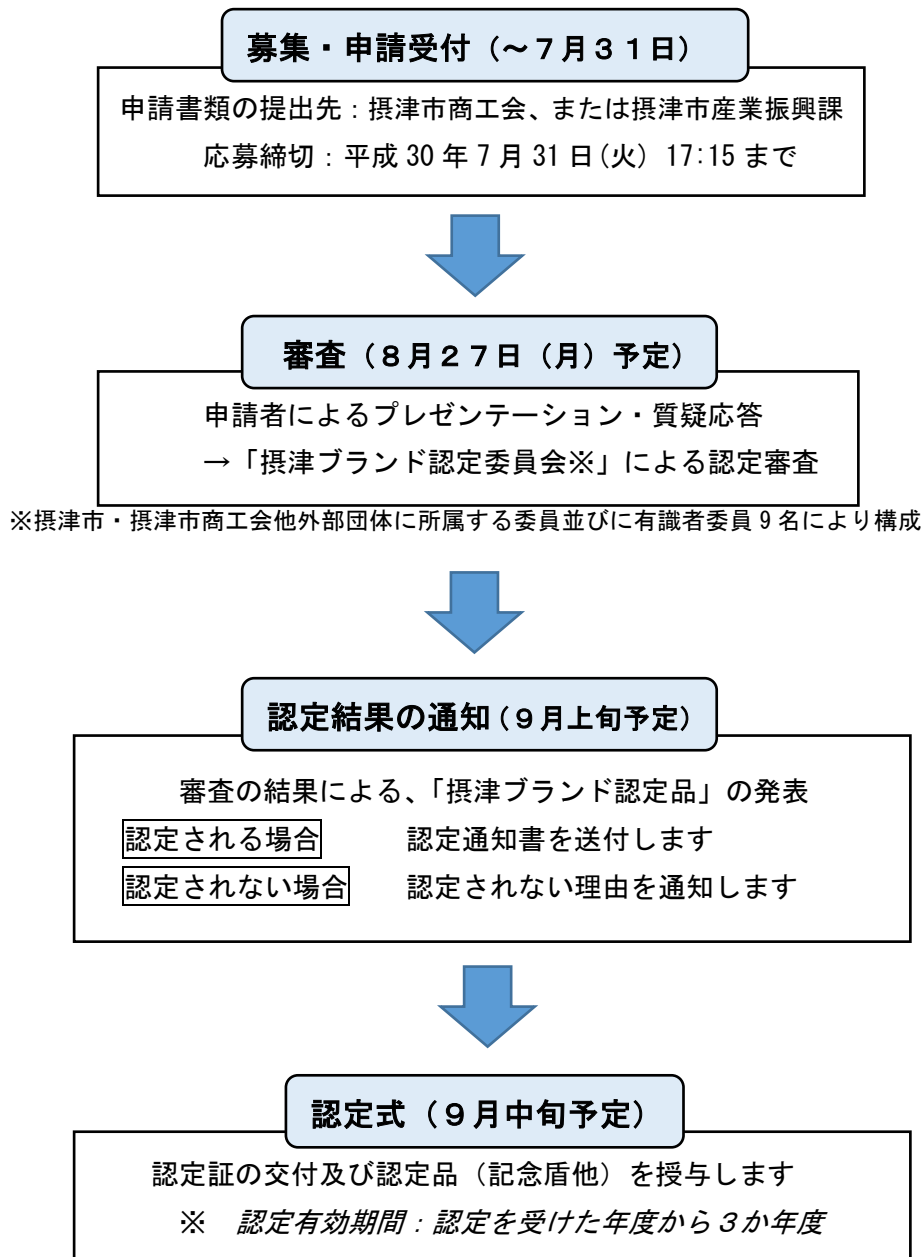 募集・申請受付（～７月３１日）
申請書類の提出先：摂津市商工会、または摂津市産業振興課
応募締切：平成 30 年 7 月 31 日(火) 17:15 まで
審査（８月２７日（月）予定）
申請者によるプレゼンテーション・質疑応答
→「摂津ブランド認定委員会※」による認定審査
※摂津市・摂津市商工会他外部団体に所属する委員並びに有識者委員 9 名により構成
認定結果の通知（９月上旬予定）
審査の結果による、「摂津ブランド認定品」の発表
認定される場合　認定通知書を送付します
認定されない場合　認定されない理由を通知します
認定式（９月中旬予定）
認定証の交付及び認定品（記念盾他）を授与します
※　認定有効期間：認定を受けた年度から３か年度